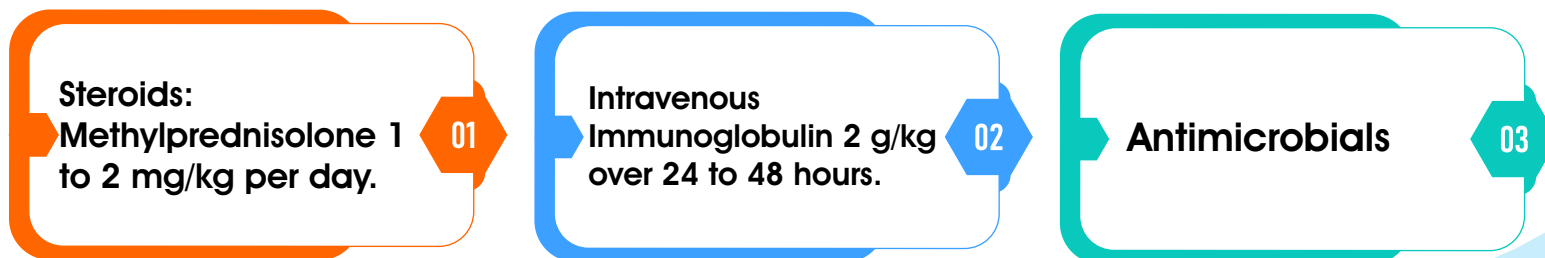 Steroids:
Methylprednisolone 1
to 2 mg/kg per day.
01
Intravenous
Immunoglobulin 2 g/kg
over 24 to 48 hours.
02
Antimicrobials
03